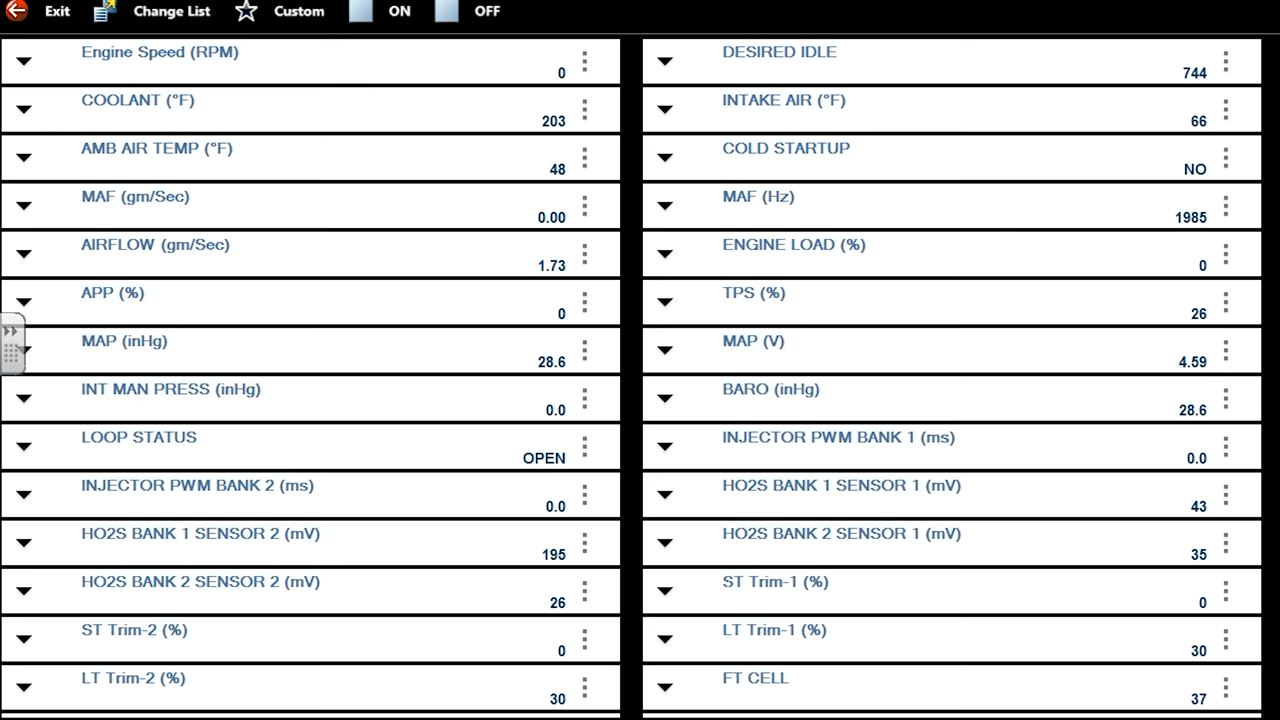 Exit Change List Custom ON OFF
Engine Speed (RPM) 0 DESIRED IDLE 744
COOLANT (°F) 203 INTAKE AIR (°F) 66
AMB AIR TEMP (°F) 48 COLD STARTUP NO
MAF (gm/Sec) 0.00 MAF (Hz) 1985
AIRFLOW (gm/Sec) 1.73 ENGINE LOAD (%) 0
APP (%) 0 TPS (%) 26
MAP (inHg) 28.6 MAP (V) 4.59
INT MAN PRESS (inHg) 0.0 BARO (inHg) 28.6
LOOP STATUS OPEN INJECTOR PWM BANK 1 (ms) 0.0
INJECTOR PWM BANK 2 (ms) 0.0 HO2S BANK 1 SENSOR 1 (mV) 43
HO2S BANK 1 SENSOR 2 (mV) 195 HO2S BANK 2 SENSOR 1 (mV) 35
HO2S BANK 2 SENSOR 2 (mV) 26 ST Trim-1 (%) 0
ST Trim-2 (%) 0 LT Trim-1 (%) 30
LT Trim-2 (%) 30 FT CELL 37